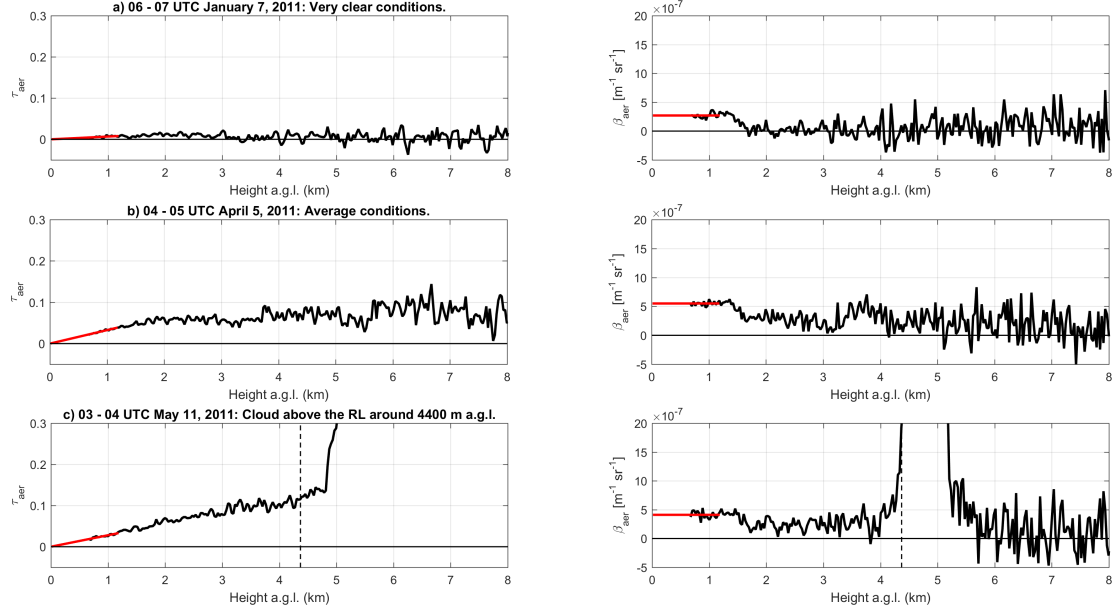 a) 06 - 07 UTC January 7, 2011: Very clear conditions.
0.3
0.2
0.1
0
τaer
0 1 2 3 4 5 6 7 8
Height a.g.l. (km)
×10-7
20
15
10
5
0
-5
βaer [m-1 sr-1]
0 1 2 3 4 5 6 7 8
Height a.g.l. (km)
b) 04 - 05 UTC April 5, 2011: Average conditions.
0.3
0.2
0.1
0
τaer
0 1 2 3 4 5 6 7 8
Height a.g.l. (km)
×10-7
20
15
10
5
0
-5
βaer [m-1 sr-1]
0 1 2 3 4 5 6 7 8
Height a.g.l. (km)
c) 03 - 04 UTC May 11, 2011: Cloud above the RL around 4400 m a.g.l.
0.3
0.2
0.1
0
τaer
0 1 2 3 4 5 6 7 8
Height a.g.l. (km)
×10-7
20
15
10
5
0
-5
βaer [m-1 sr-1]
0 1 2 3 4 5 6 7 8
Height a.g.l. (km)